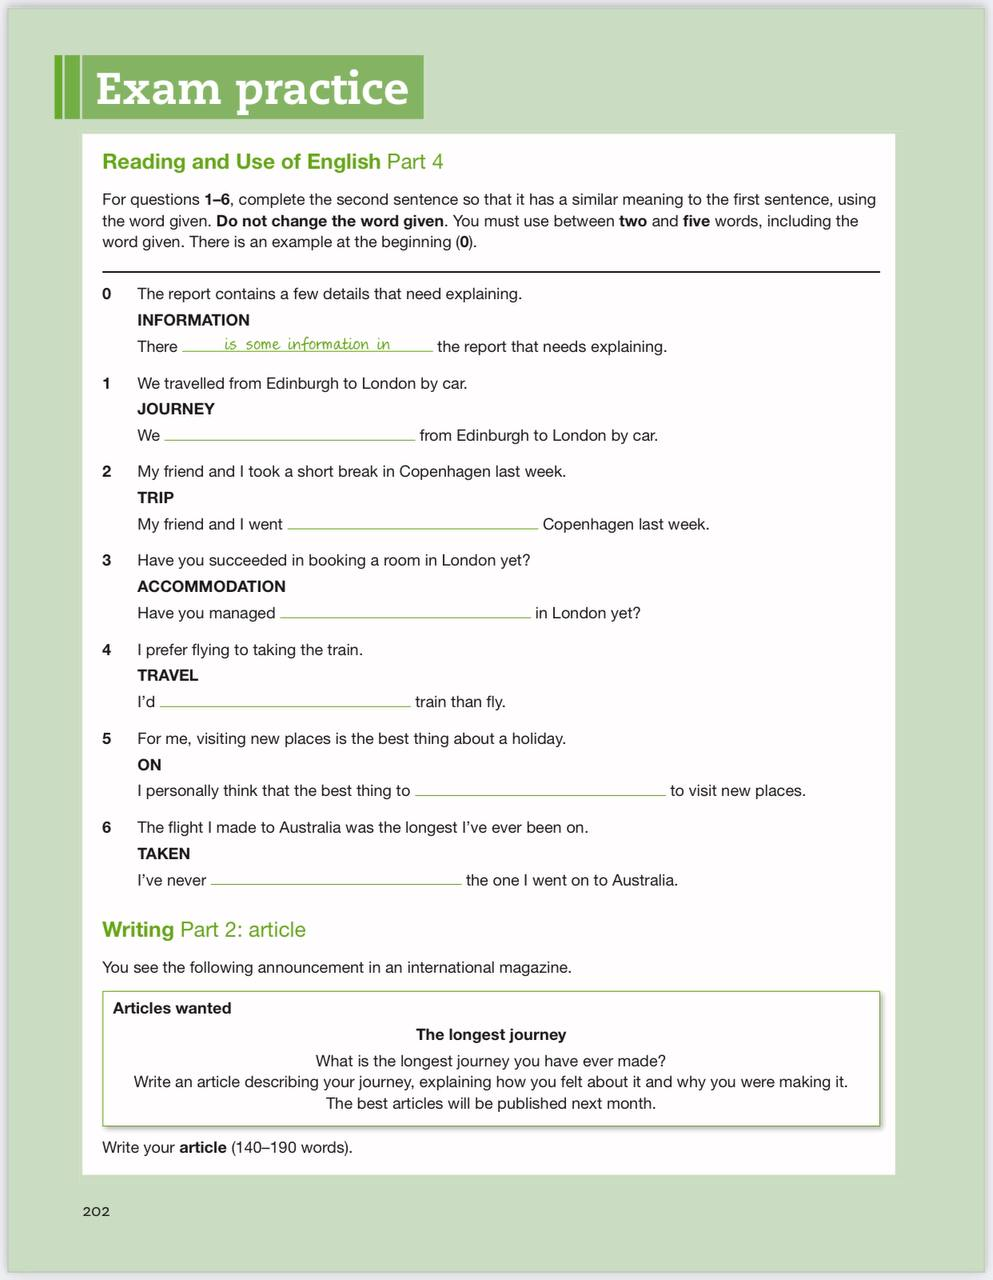 Exam practice
Reading and Use of English Part 4
For questions 1–6, complete the second sentence so that it has a similar meaning to the first sentence, using
the word given. Do not change the word given. You must use between two and five words, including the
word given. There is an example at the beginning (0).
0 The report contains a few details that need explaining.
INFORMATION
There is some information in the report that needs explaining.
1 We travelled from Edinburgh to London by car.
JOURNEY
We ____ from Edinburgh to London by car.
2 My friend and I took a short break in Copenhagen last week.
TRIP
My friend and I went ____ Copenhagen last week.
3 Have you succeeded in booking a room in London yet?
ACCOMMODATION
Have you managed ____ in London yet?
4 I prefer flying to taking the train.
TRAVEL
I'd ____ train than fly.
5 For me, visiting new places is the best thing about a holiday.
ON
I personally think that the best thing to ____ to visit new places.
6 The flight I made to Australia was the longest I've ever been on.
TAKEN
I've never ____ the one I went on to Australia.
Writing Part 2: article
You see the following announcement in an international magazine.
Articles wanted
The longest journey
What is the longest journey you have ever made?
Write an article describing your journey, explaining how you felt about it and why you were making it.
The best articles will be published next month.
Write your article (140–190 words).
202